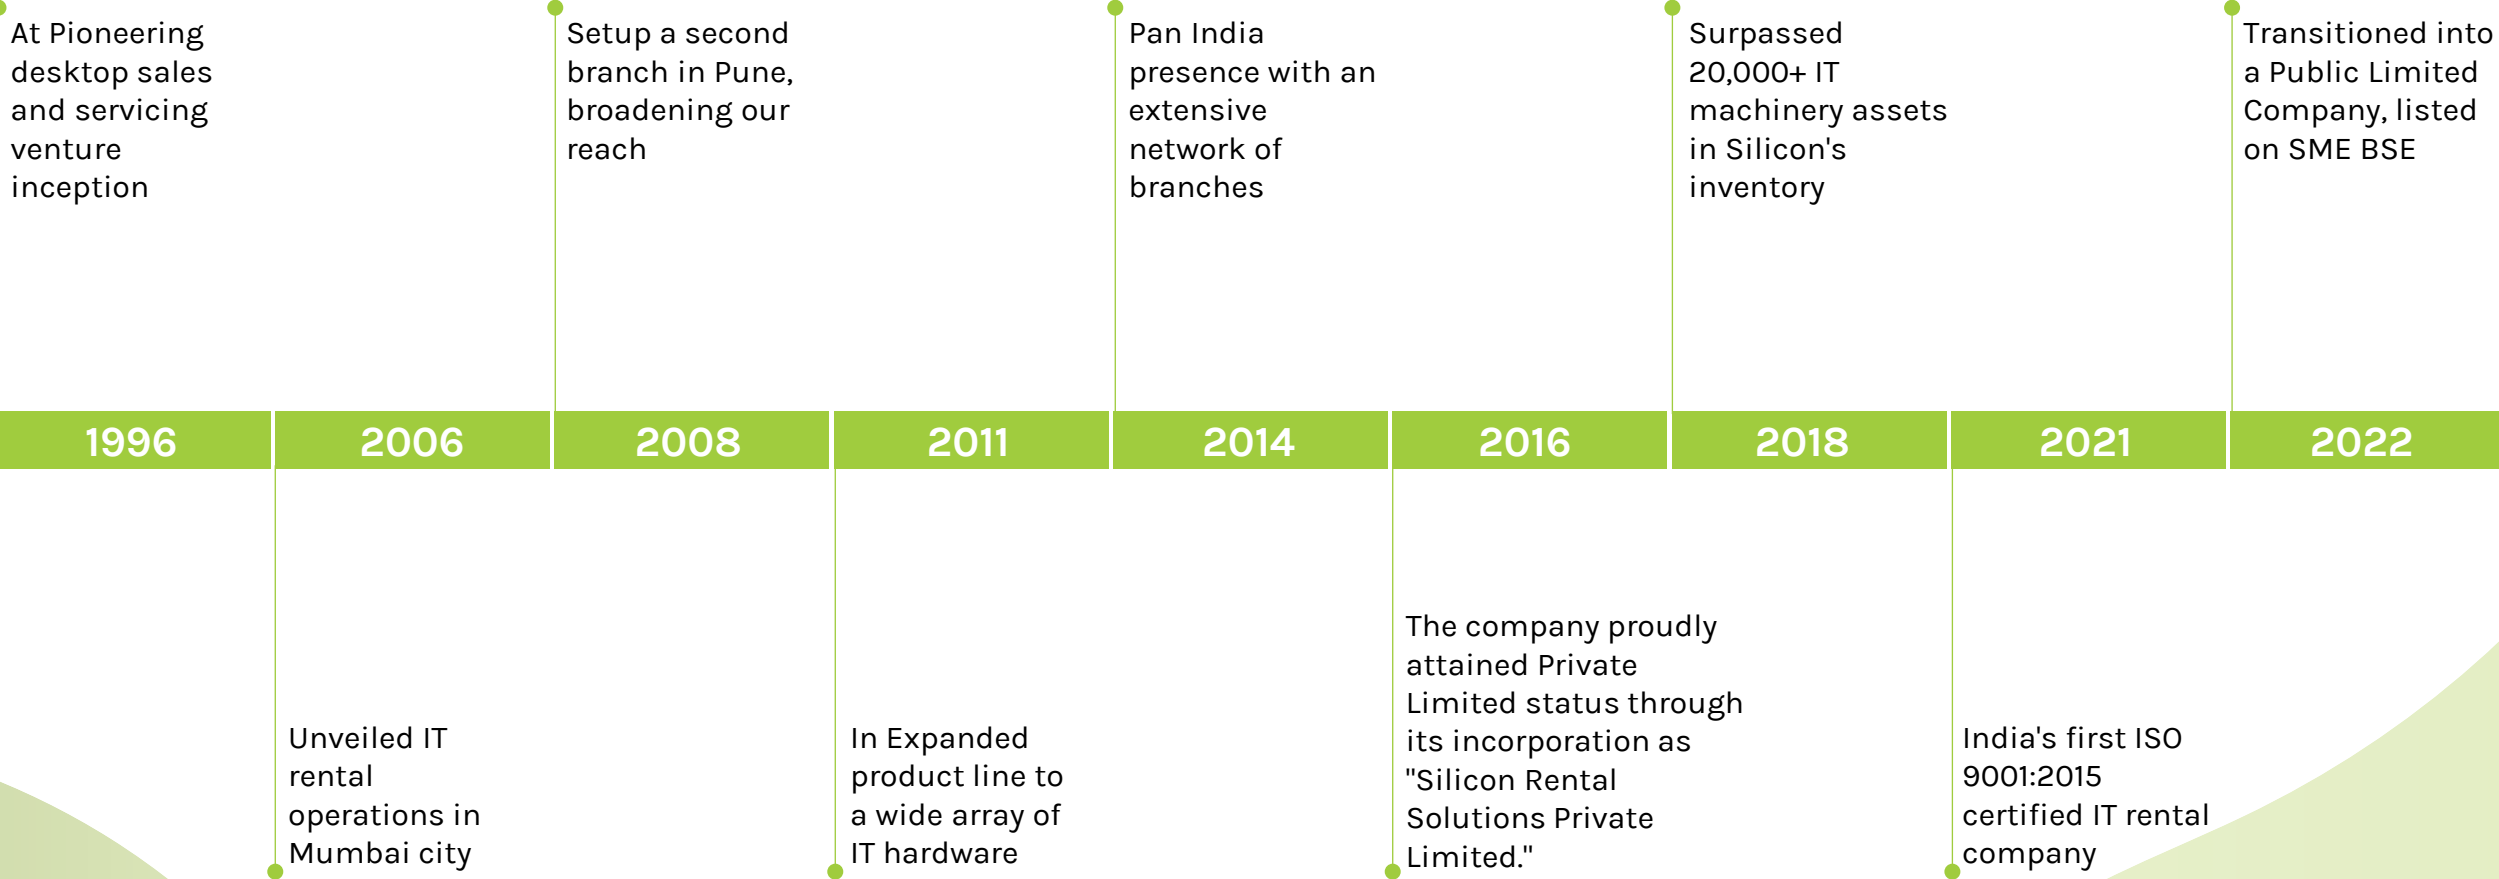 At Pioneering
desktop sales
and servicing
venture
inception
Setup a second
branch in Pune,
broadening our
reach
Pan India
presence with an
extensive
network of
branches
Surpassed
20,000+ IT
machinery assets
in Silicon's
inventory
Transitioned into
a Public Limited
Company, listed
on SME BSE
1996
2006
2008
2011
2014
2016
2018
2021
2022
Unveiled IT
rental
operations in
Mumbai city
In Expanded
product line to
a wide array of
IT hardware
The company proudly
attained Private
Limited status through
its incorporation as
"Silicon Rental
Solutions Private
Limited."
India's first ISO
9001:2015
certified IT rental
company